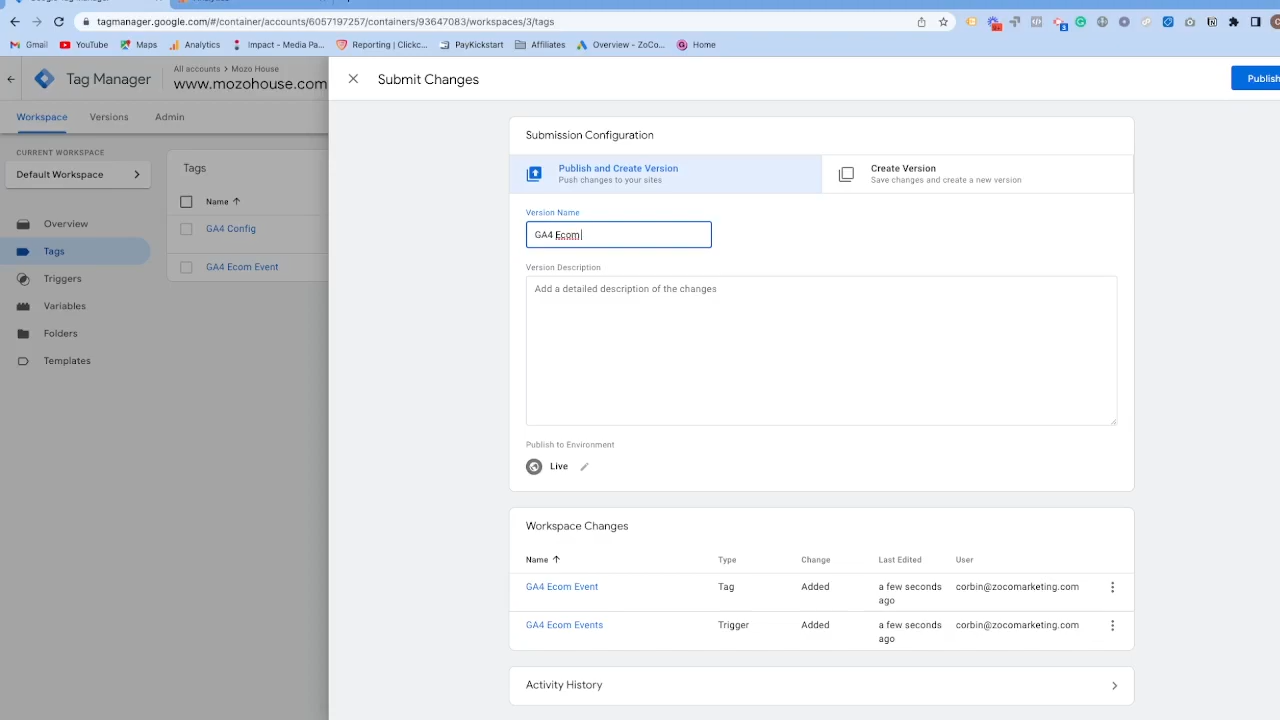 tagmanager.google.com/#/container/accounts/6057197257/containers/93647083/workspaces/3/tags
Gmail YouTube Maps Analytics Impact - Media Pa... Reporting | Clickc... PayKickstart Affiliates Overview - ZoCo... Home
Tag Manager
All accounts > Mozo House
www.mozohouse.com
Submit Changes
Publish
Workspace Versions Admin
CURRENT WORKSPACE
Default Workspace
Overview
Tags
Triggers
Variables
Folders
Templates
Tags
Name
GA4 Config
GA4 Ecom Event
Submission Configuration
Publish and Create Version
Push changes to your sites
Create Version
Save changes and create a new version
Version Name
GA4 Ecom
Version Description
Add a detailed description of the changes
Publish to Environment
Live
Workspace Changes
Name Type Change Last Edited User
GA4 Ecom Event Tag Added a few seconds ago corbin@zocomarketing.com
GA4 Ecom Events Trigger Added a few seconds ago corbin@zocomarketing.com
Activity History